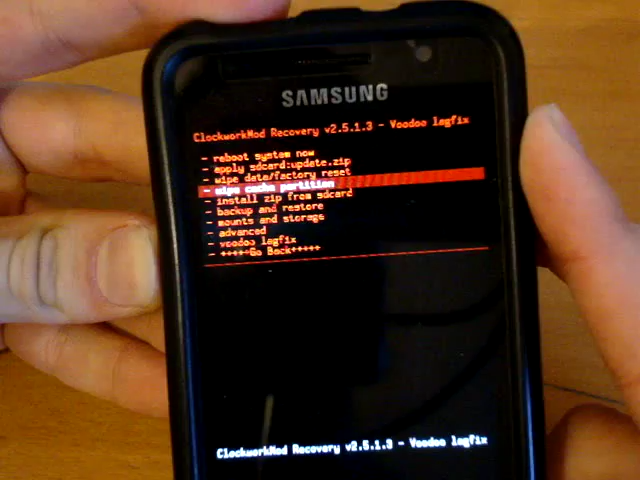 SAMSUNG
ClockworkMod Recovery v2.5.1.3 - Voodoo lagfix
- reboot system now
- apply sdcard:update.zip
- wipe data/factory reset
- wipe cache partition
- install zip from sdcard
- backup and restore
- mounts and storage
- advanced
- voodoo lagfix
- +++++Go Back+++++
ClockworkMod Recovery v2.5.1.3 - Voodoo lagfix